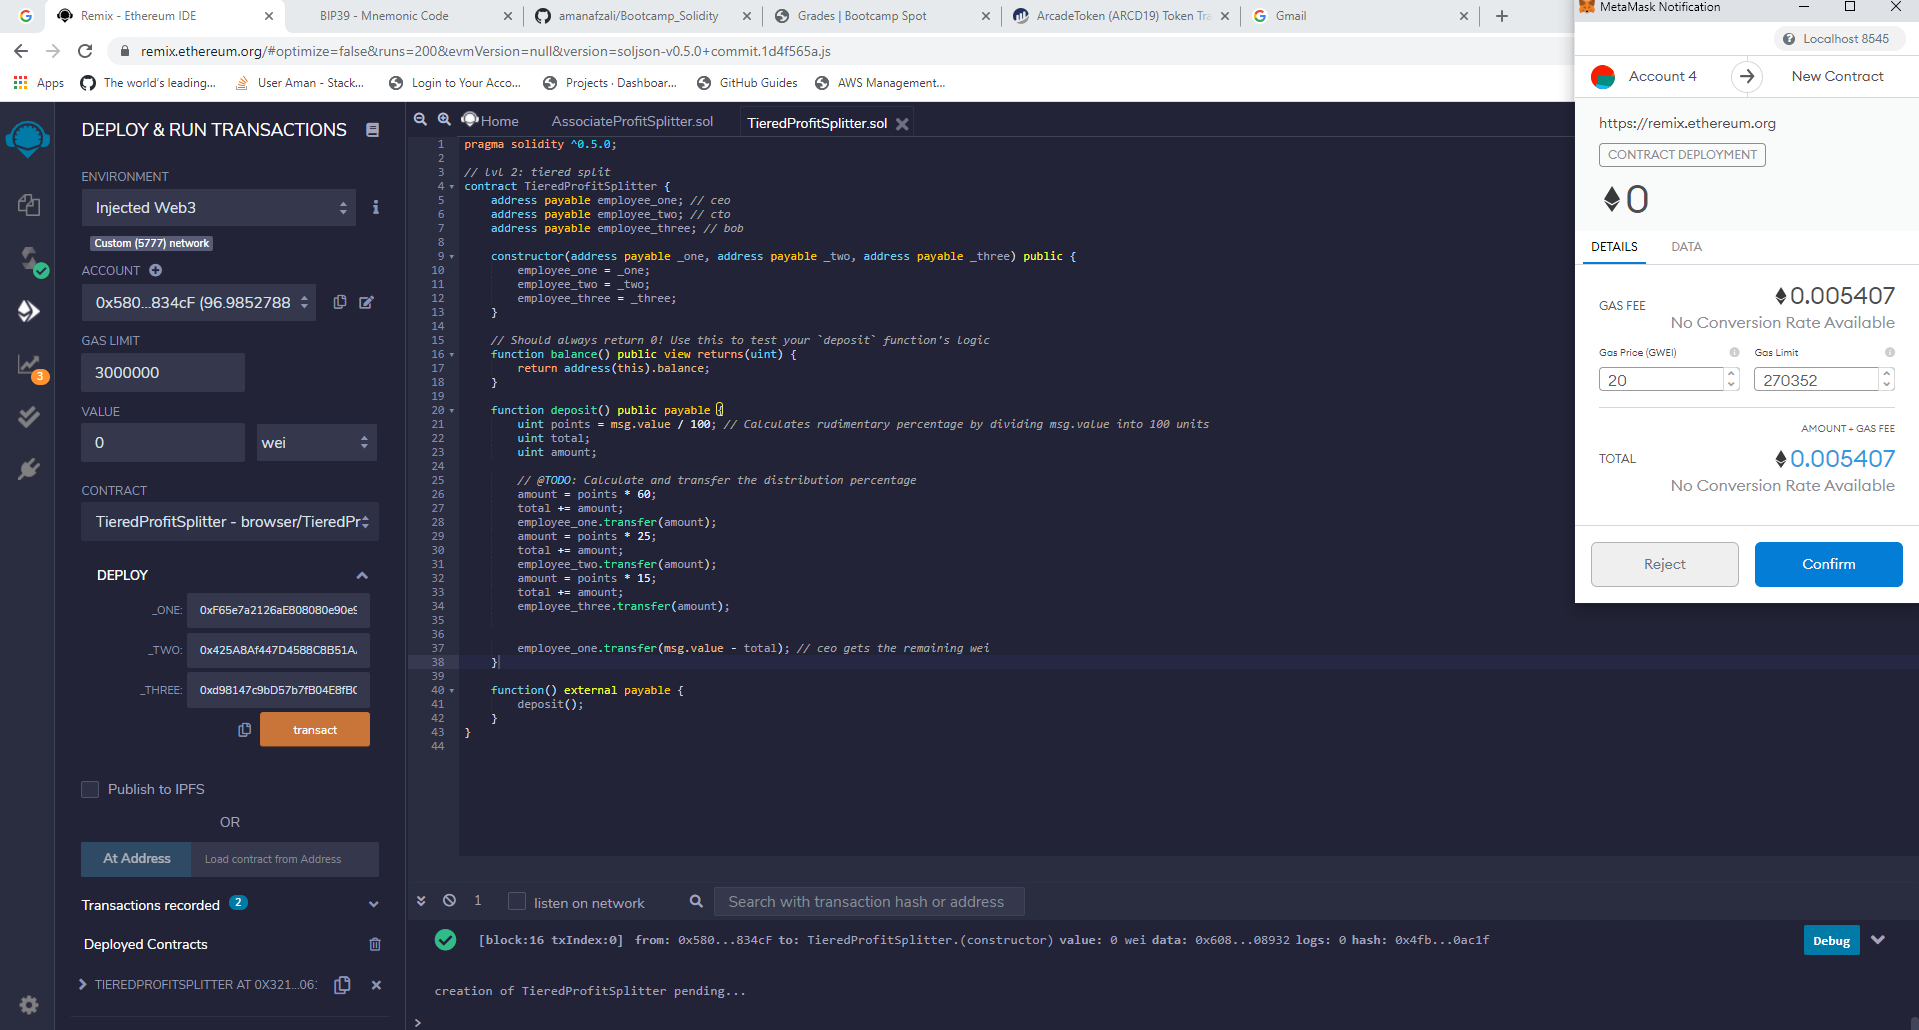 Remix - Ethereum IDE
BIP39 - Mnemonic Code
amanafzali/Bootcamp_Solidity
Grades | Bootcamp Spot
ArcadeToken (ARCD19) Token Tra
Gmail
remix.ethereum.org/#optimize=false&runs=200&evmVersion=null&version=soljson-v0.5.0+commit.1d4f565a.js
Apps
The world's leading...
User Aman - Stack...
Login to Your Acco...
Projects · Dashboar...
GitHub Guides
AWS Management...
DEPLOY & RUN TRANSACTIONS
ENVIRONMENT
Injected Web3
Custom (5777) network
ACCOUNT
0x580...834cF (96.9852788
GAS LIMIT
3000000
VALUE
0
wei
CONTRACT
TieredProfitSplitter - browser/TieredPr
3
DEPLOY
_ONE:
0xF65e7a2126aE808080e90e9
_TWO:
0x425A8Af447D4588C8B51A
_THREE:
0xd98147c9bD57b7fB04E8fBC
transact
Publish to IPFS
OR
At Address
Load contract from Address
Transactions recorded 2
Deployed Contracts
TIEREDPROFITSPLITTER AT 0X321...06
Home
AssociateProfitSplitter.sol
TieredProfitSplitter.sol
1 pragma solidity ^0.5.0;
2
3 // lvl 2: tiered split
4 contract TieredProfitSplitter {
5 address payable employee_one; // ceo
6 address payable employee_two; // cto
7 address payable employee_three; // bob
8
9 constructor(address payable _one, address payable _two, address payable _three) public {
10 employee_one = _one;
11 employee_two = _two;
12 employee_three = _three;
13 }
14
15 // Should always return 0! Use this to test your `deposit` function's logic
16 function balance() public view returns(uint) {
17 return address(this).balance;
18 }
19
20 function deposit() public payable {
21 uint points = msg.value / 100; // Calculates rudimentary percentage by dividing msg.value into 100 units
22 uint total;
23 uint amount;
24
25 // @TODO: Calculate and transfer the distribution percentage
26 amount = points * 60;
27 total += amount;
28 employee_one.transfer(amount);
29 amount = points * 25;
30 total += amount;
31 employee_two.transfer(amount);
32 amount = points * 15;
33 total += amount;
34 employee_three.transfer(amount);
35
36
37 employee_one.transfer(msg.value - total); // ceo gets the remaining wei
38 }
39
40 function() external payable {
41 deposit();
42 }
43 }
44
1
listen on network
Search with transaction hash or address
[block:16 txIndex:0] from: 0x580...834cF to: TieredProfitSplitter.(constructor) value: 0 wei data: 0x608...08932 logs: 0 hash: 0x4fb...0ac1f
Debug
creation of TieredProfitSplitter pending...
>
MetaMask Notification
Localhost 8545
Account 4
New Contract
https://remix.ethereum.org
CONTRACT DEPLOYMENT
0
DETAILS
DATA
GAS FEE
0.005407
No Conversion Rate Available
Gas Price (GWEI)
Gas Limit
20
270352
AMOUNT + GAS FEE
TOTAL
0.005407
No Conversion Rate Available
Reject
Confirm